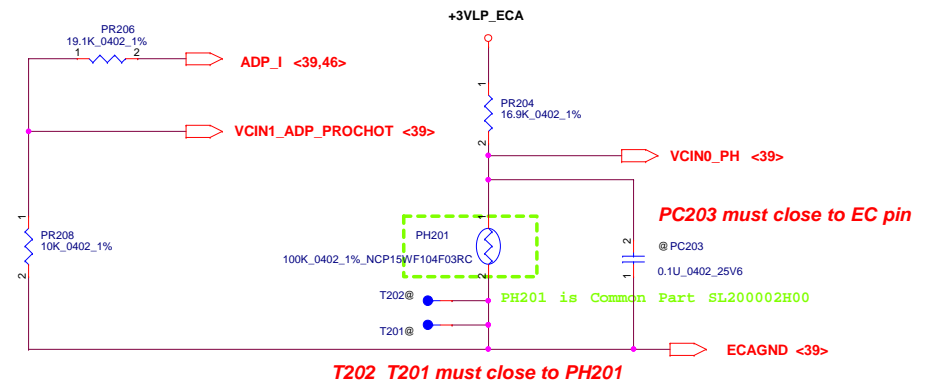 +3VLP_ECA
PR206
19.1K_0402_1%
1
2
ADP_I <39,46>
1
PR204
16.9K_0402_1%
2
VCIN1_ADP_PROCHOT <39>
VCIN0_PH <39>
PC203 must close to EC pin
1
PR208
10K_0402_1%
2
1
PH201
100K_0402_1%_NCP15WF104F03RC
2
2
@ PC203
1
0.1U_0402_25V6
T202@
PH201 is Common Part SL200002H00
T201@
ECAGND <39>
T202 T201 must close to PH201